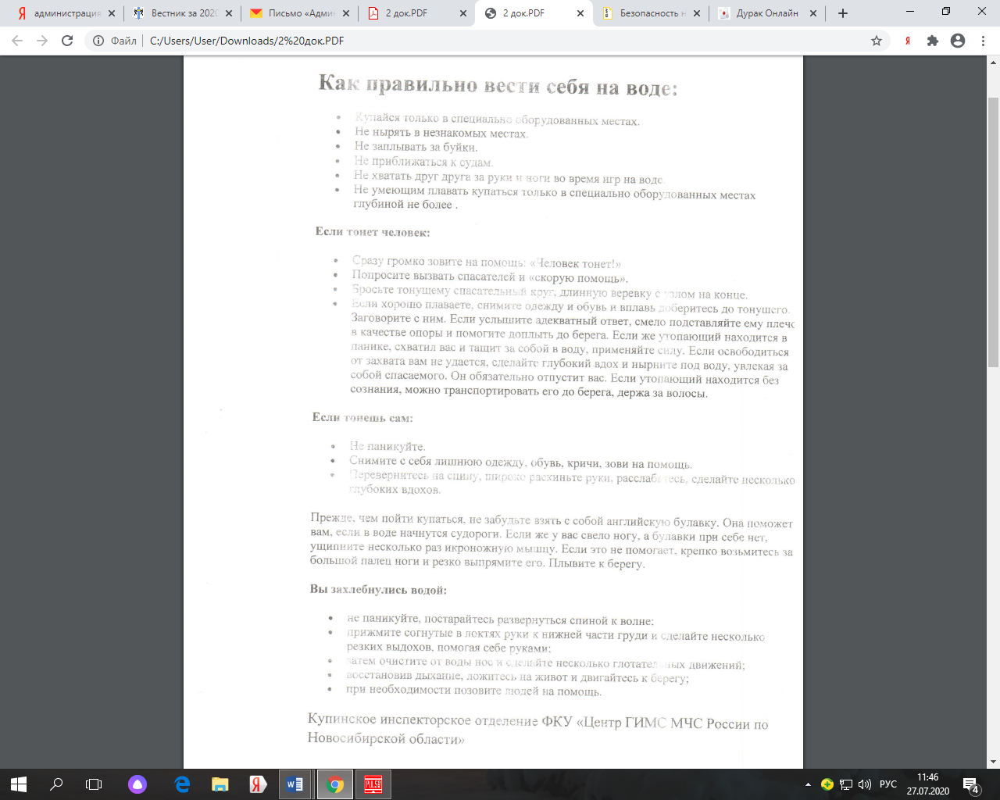 администрация
Вестник за 2020
Письмо «Адми
2 док.PDF
2 док.PDF
Безопасность н
Дурак Онлайн
Файл
C:/Users/User/Downloads/2%20док.PDF
Как правильно вести себя на воде:
Купайся только в специально оборудованных местах.
Не нырять в незнакомых местах.
Не заплывать за буйки.
Не приближаться к судам.
Не хватать друг друга за руки и ноги во время игр на воде.
Не умеющим плавать купаться только в специально оборудованных местах
глубиной не более .
Если тонет человек:
Сразу громко зовите на помощь: «Человек тонет!»
Попросите вызвать спасателей и «скорую помощь».
Бросьте тонущему спасательный круг, длинную веревку с узлом на конце.
Если хорошо плаваете, снимите одежду и обувь и вплавь доберитесь до тонущего.
Заговорите с ним. Если услышите адекватный ответ, смело подставляйте ему плечо
в качестве опоры и помогите доплыть до берега. Если же утопающий находится в
панике, схватил вас и тащит за собой в воду, применяйте силу. Если освободиться
от захвата вам не удается, сделайте глубокий вдох и нырните под воду, увлекая за
собой спасаемого. Он обязательно отпустит вас. Если утопающий находится без
сознания, можно транспортировать его до берега, держа за волосы.
Если тонешь сам:
Не паникуйте.
Снимите с себя лишнюю одежду, обувь, кричи, зови на помощь.
Перевернитесь на спину, широко раскиньте руки, расслабьтесь, сделайте несколько
глубоких вдохов.
Прежде, чем пойти купаться, не забудьте взять с собой английскую булавку. Она поможет
вам, если в воде начнутся судороги. Если же у вас свело ногу, а булавки при себе нет,
ущипните несколько раз икроножную мышцу. Если это не помогает, крепко возьмитесь за
большой палец ноги и резко выпрямите его. Плывите к берегу.
Вы захлебнулись водой:
не паникуйте, постарайтесь развернуться спиной к волне;
прижмите согнутые в локтях руки к нижней части груди и сделайте несколько
резких выдохов, помогая себе руками;
затем очистите от воды нос и сделайте несколько глотательных движений;
восстановив дыхание, ложитесь на живот и двигайтесь к берегу;
при необходимости позовите людей на помощь.
Купинское инспекторское отделение ФКУ «Центр ГИМС МЧС России по
Новосибирской области»
РУС
11:46
27.07.2020
4